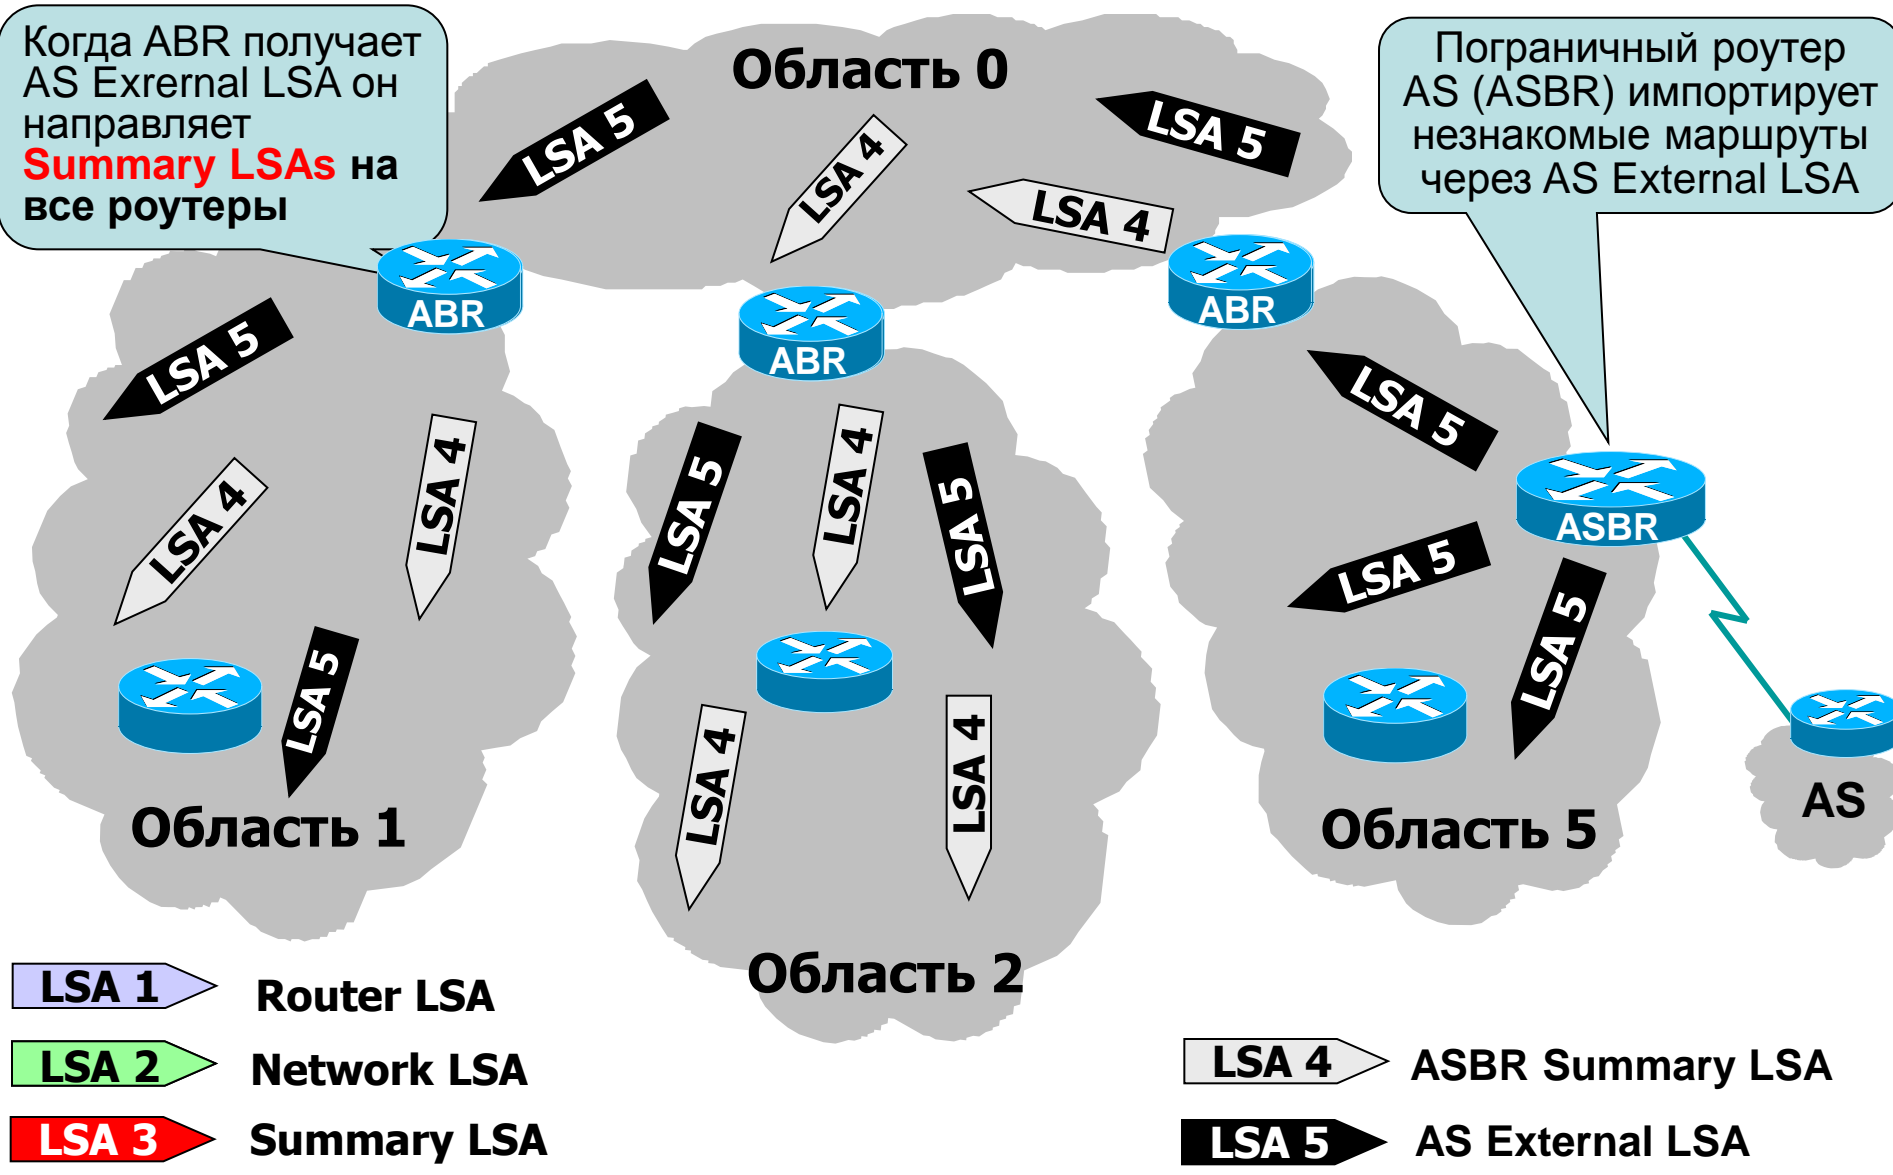 Когда ABR получает
AS Exrernal LSA он
направляет
Summary LSAs на
все роутеры
Область 0
Пограничный роутер
AS (ASBR) импортирует
незнакомые маршруты
через AS External LSA
LSA 5
LSA 4
LSA 5
LSA 4
ABR
ABR
ABR
LSA 5
LSA 4
LSA 4
LSA 5
Область 1
LSA 5
LSA 4
LSA 5
LSA 4
LSA 4
Область 2
LSA 5
ASBR
LSA 5
LSA 5
Область 5
AS
LSA 1
Router LSA
LSA 2
Network LSA
LSA 3
Summary LSA
LSA 4
ASBR Summary LSA
LSA 5
AS External LSA